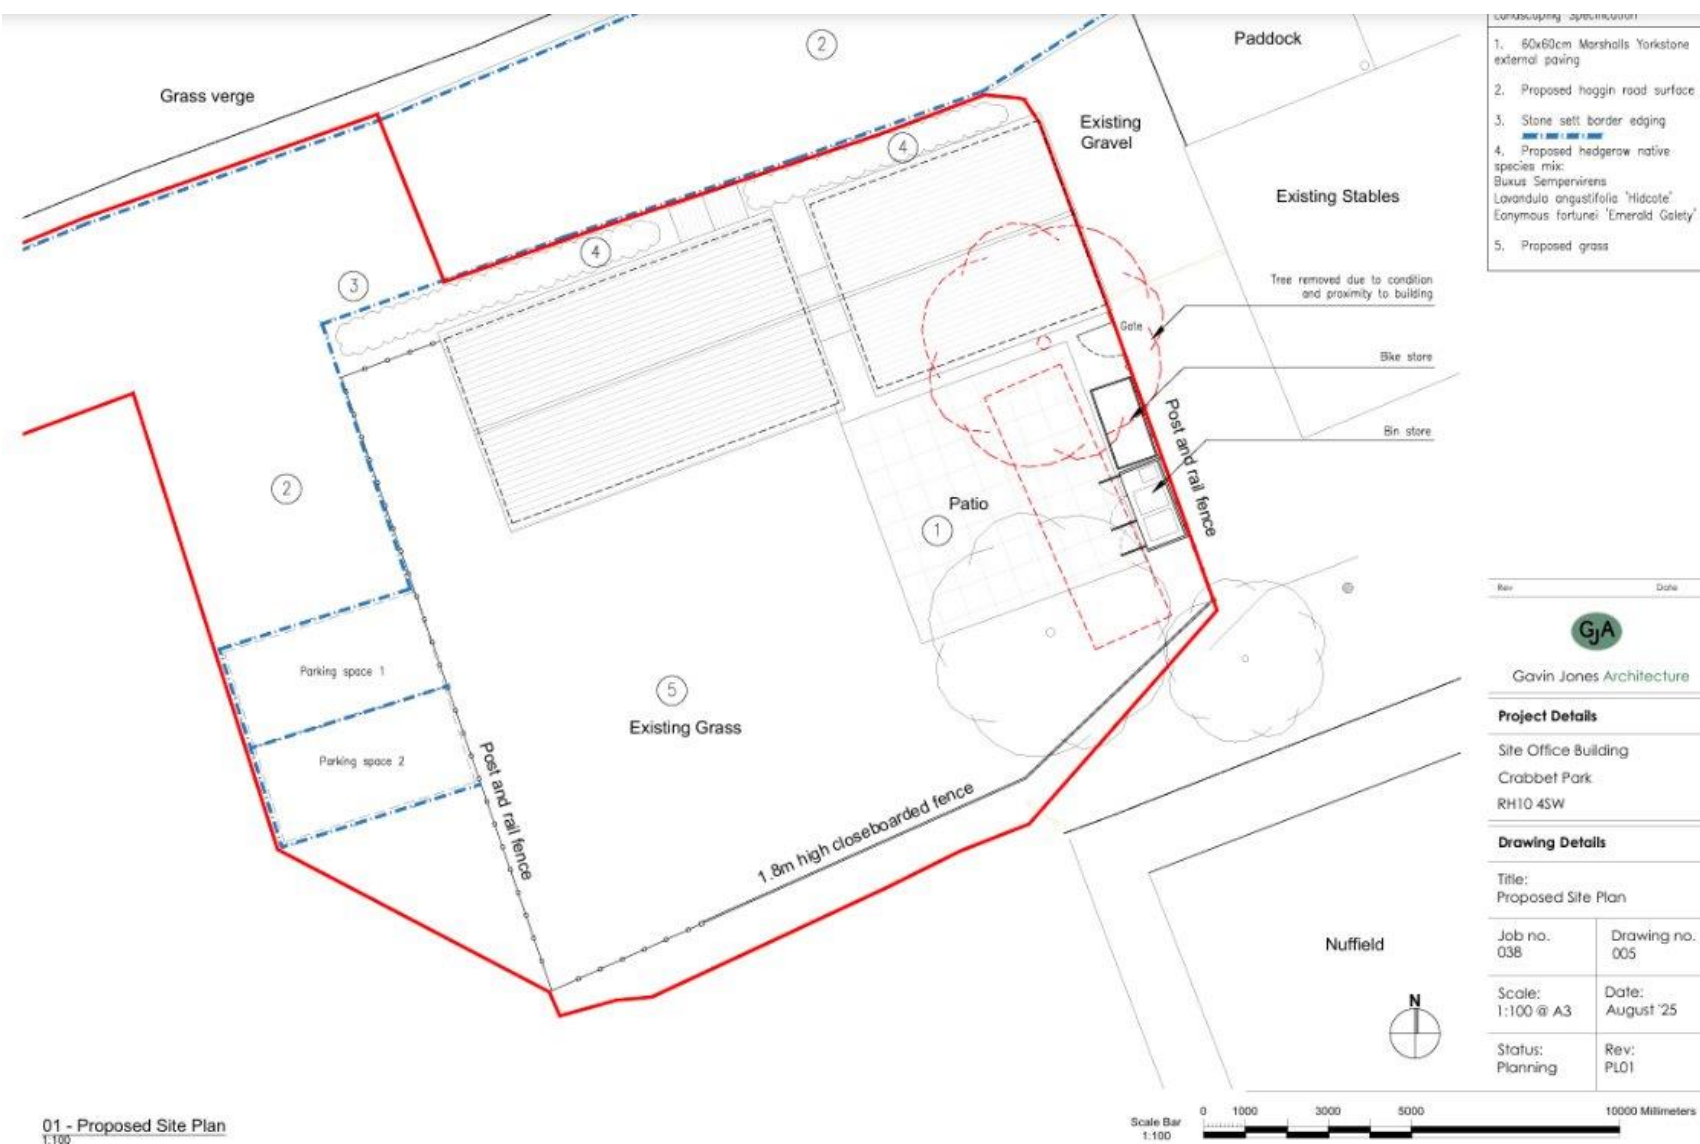 Landscaping Specification
1. 60x60cm Marshalls Yorkstone
external paving
2. Proposed hoggin road surface
3. Stone sett border edging
4. Proposed hedgerow native
species mix:
Buxus Sempervirens
Lavandula angustifolia 'Hidcote'
Eonymous fortunei 'Emerald Gaiety'
5. Proposed grass
2
Paddock
Grass verge
Existing
Gravel
4
Existing Stables
4
3
Tree removed due to condition
and proximity to building
Gate
Bike store
Post and rail fence
Bin store
2
Patio
1
Parking space 1
5
Existing Grass
Parking space 2
Post and rail fence
1.8m high closeboarded fence
Nuffield
N
Rev Date
GJA
Gavin Jones Architecture
Project Details
Site Office Building
Crabbet Park
RH10 4SW
Drawing Details
Title:
Proposed Site Plan
Job no.
038
Drawing no.
005
Scale:
1:100 @ A3
Date:
August '25
Status:
Planning
Rev:
PL01
01 - Proposed Site Plan
1:100
Scale Bar
1:100
0 1000 3000 5000 10000 Millimeters